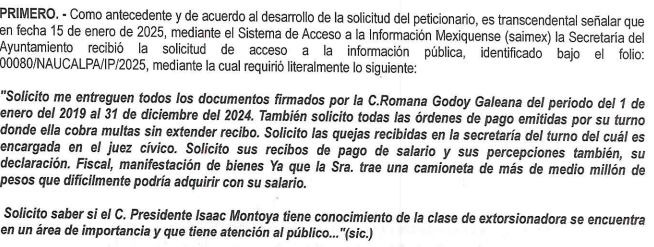 PRIMERO. - Como antecedente y de acuerdo al desarrollo de la solicitud del peticionario, es transcendental señalar que
en fecha 15 de enero de 2025, mediante el Sistema de Acceso a la Información Mexiquense (saimex) la Secretaría del
Ayuntamiento recibió la solicitud de acceso a la información pública, identificado bajo el folio:
00080/NAUCALPA/IP/2025, mediante la cual requirió literalmente lo siguiente:
"Solicito me entreguen todos los documentos firmados por la C.Romana Godoy Galeana del periodo del 1 de
enero del 2019 al 31 de diciembre del 2024. También solicito todas las órdenes de pago emitidas por su turno
donde ella cobra multas sin extender recibo. Solicito las quejas recibidas en la secretaría del turno del cuál es
encargada en el juez cívico. Solicito sus recibos de pago de salario y sus percepciones también, su
declaración. Fiscal, manifestación de bienes Ya que la Sra. trae una camioneta de más de medio millón de
pesos que difícilmente podría adquirir con su salario.
Solicito saber si el C. Presidente Isaac Montoya tiene conocimiento de la clase de extorsionadora se encuentra
en un área de importancia y que tiene atención al público..."(sic.)